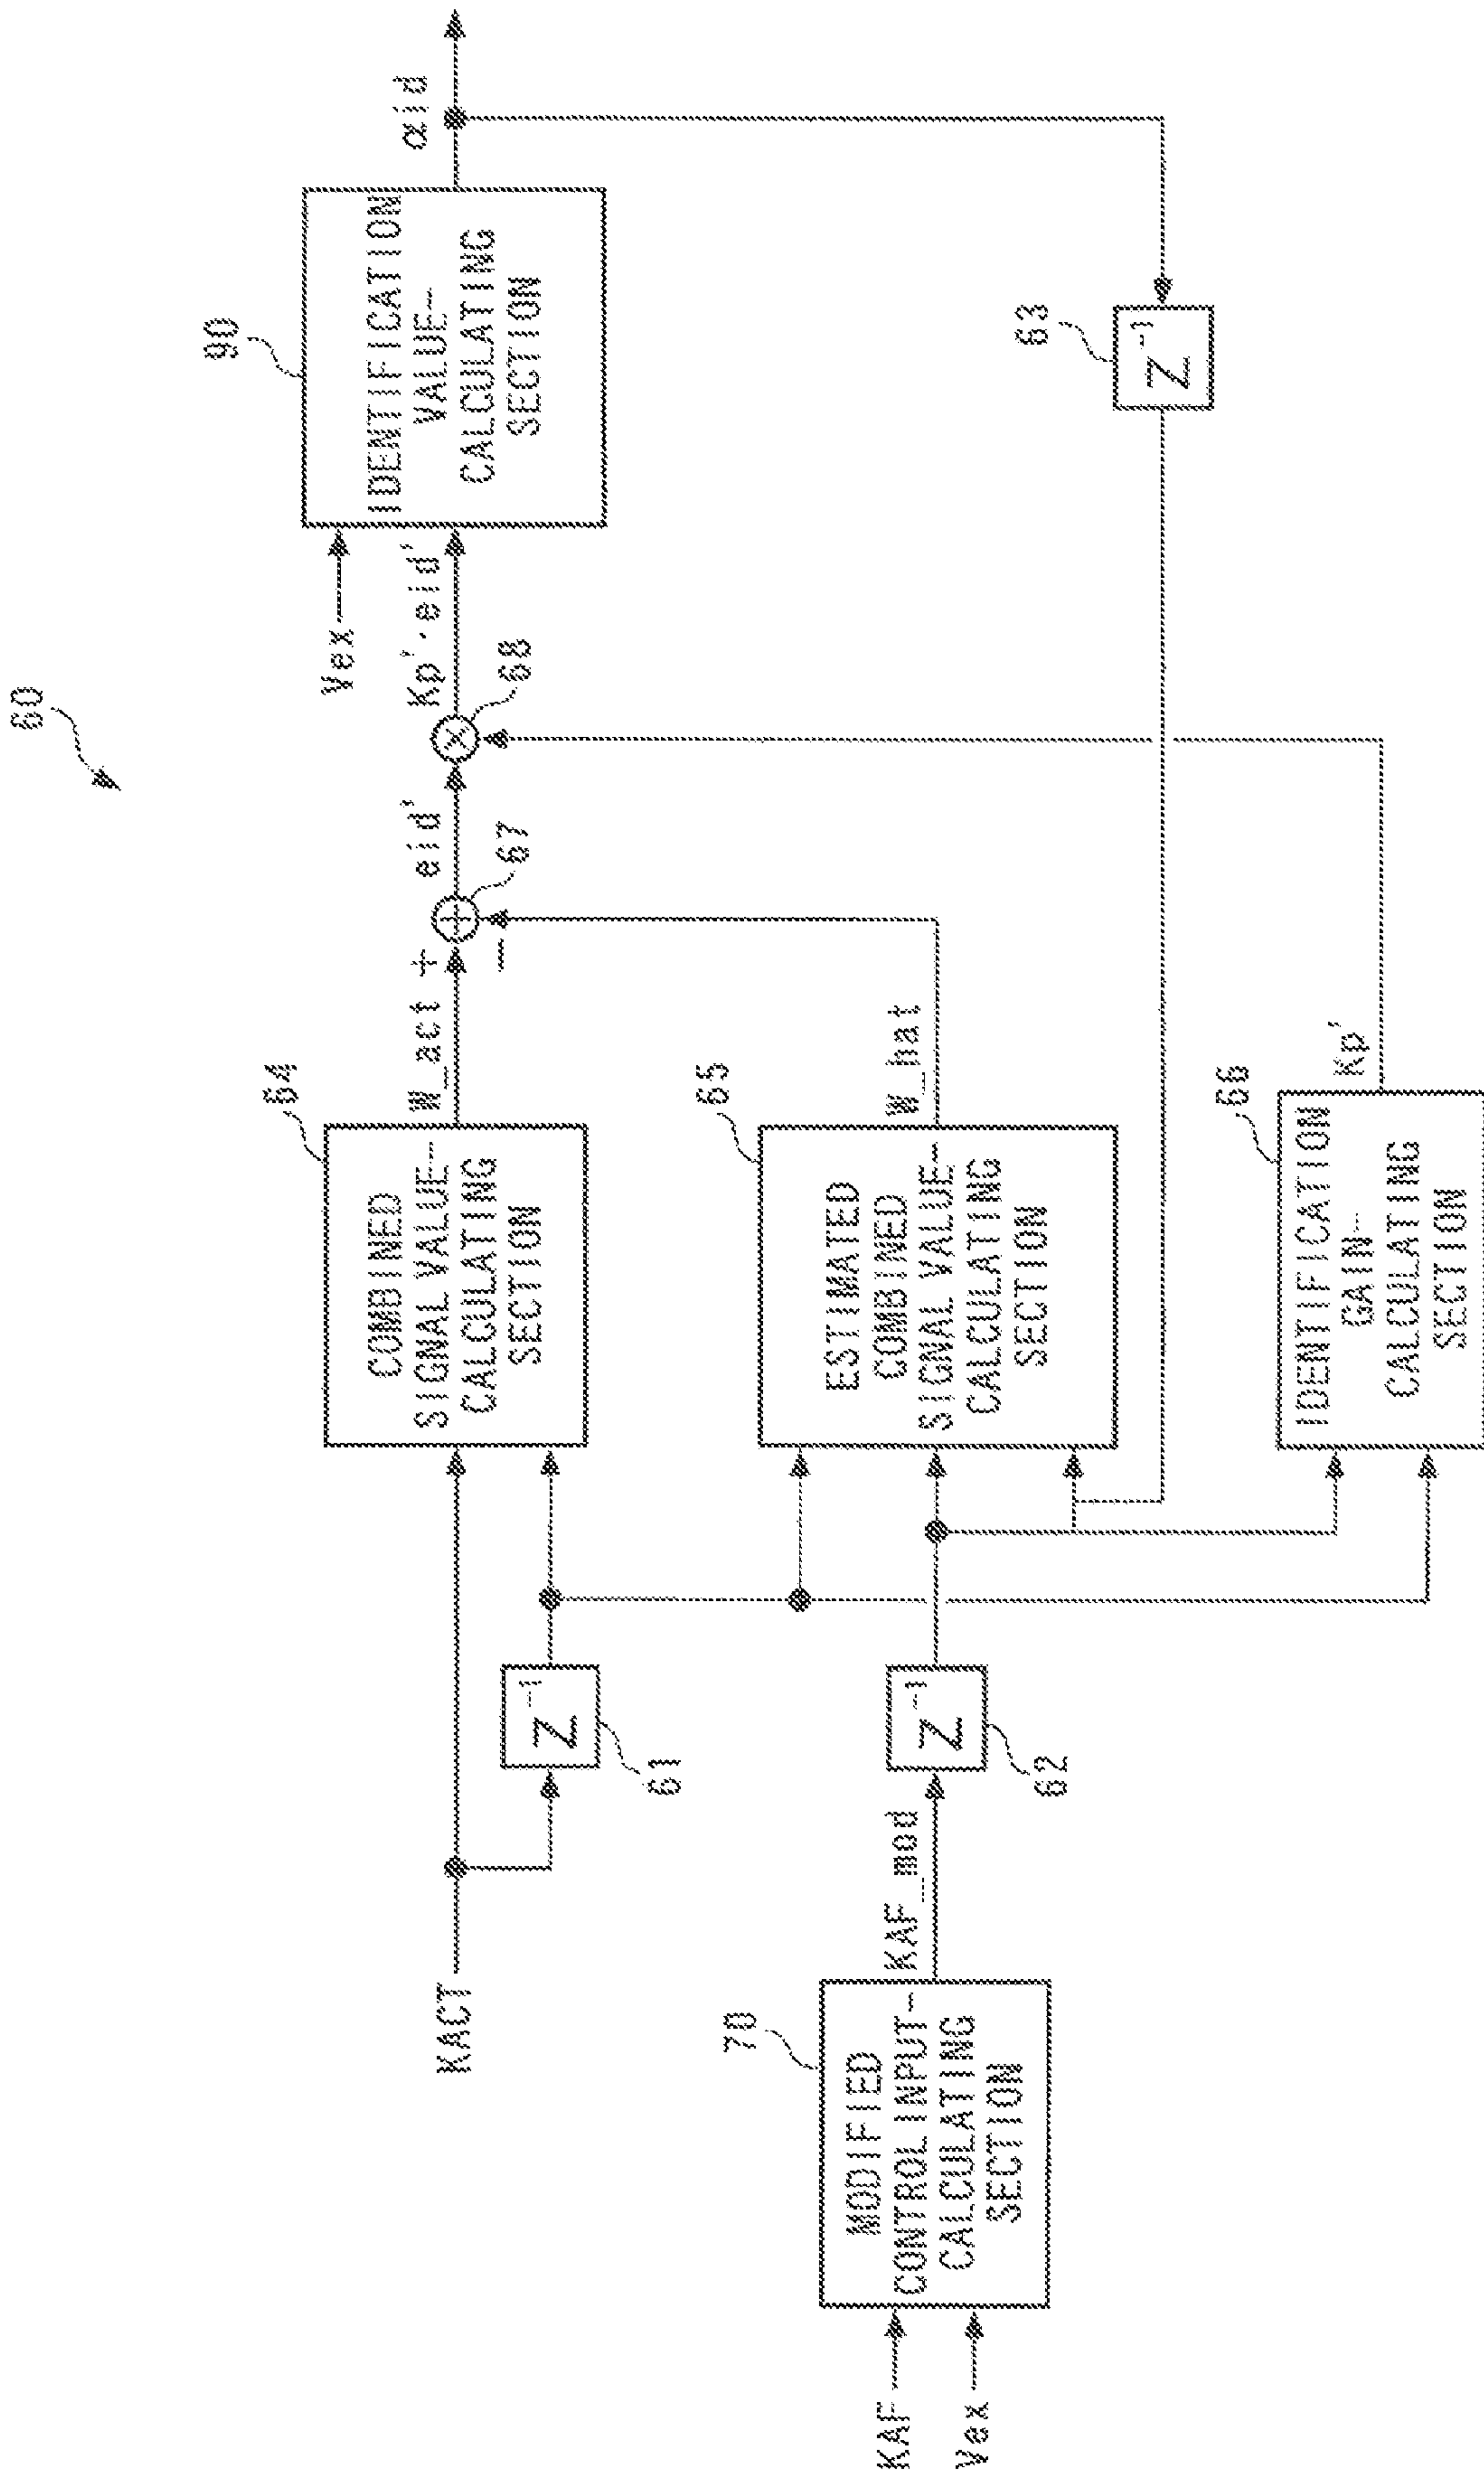 60
KACT
61
Z⁻¹
64
COMBINED
SIGNAL VALUE-
CALCULATING
SECTION
W_act
+
−
67
eid'
×
68
Kp'·eid'
Vex
90
IDENTIFICATION
VALUE-
CALCULATING
SECTION
αid
KAF
Vex
70
MODIFIED
CONTROL INPUT-
CALCULATING
SECTION
KAF_mod
Z⁻¹
62
65
ESTIMATED
COMBINED
SIGNAL VALUE-
CALCULATING
SECTION
W_hat
63
Z⁻¹
66
IDENTIFICATION
GAIN-
CALCULATING
SECTION
Kp'